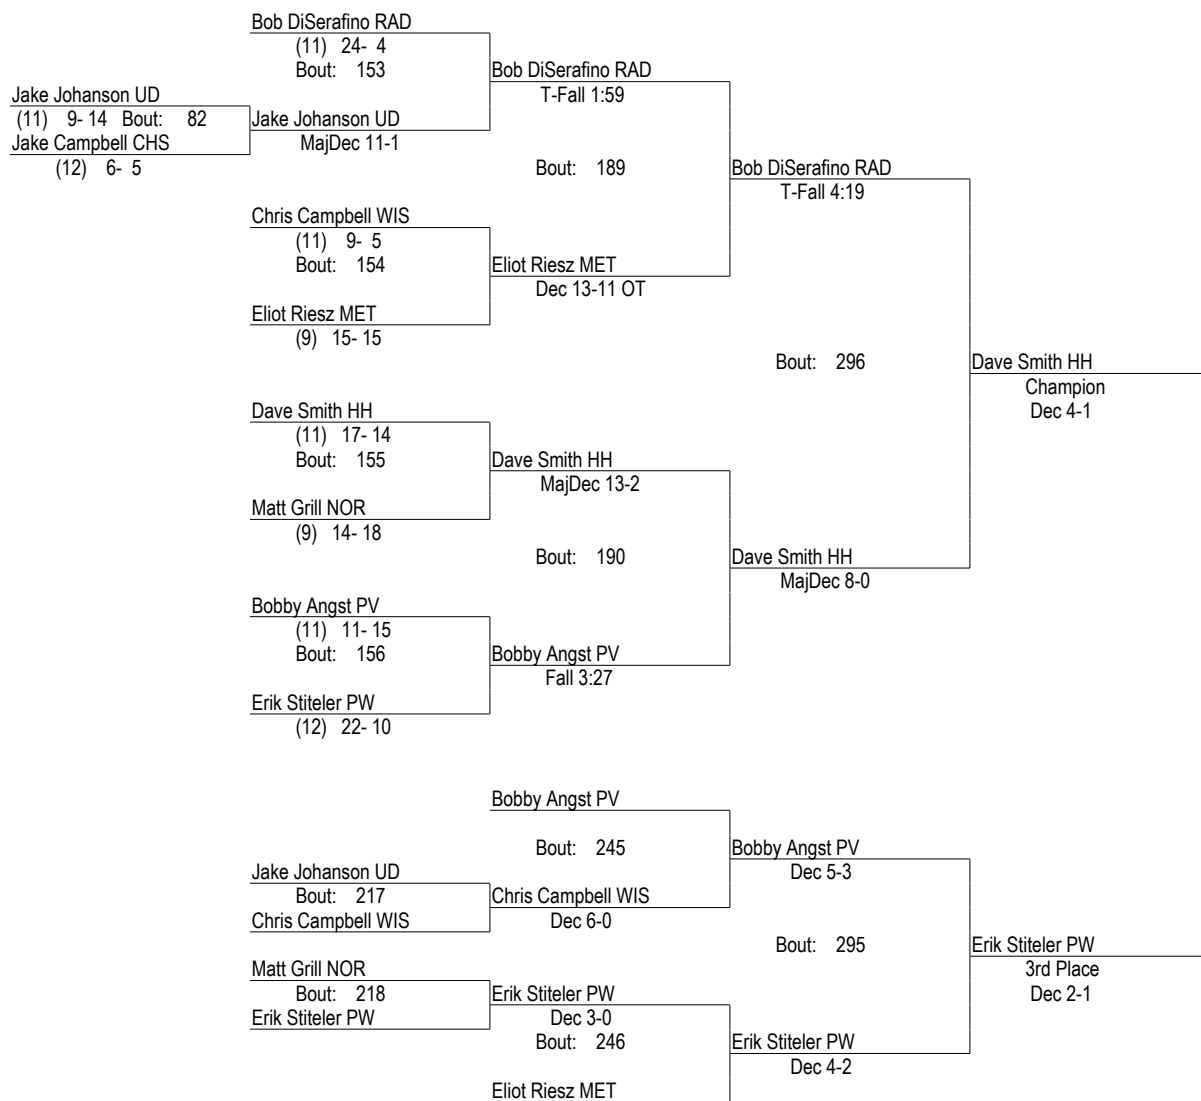 Bob DiSerafino RAD
(11) 24- 4
Bout: 153
Bob DiSerafino RAD
T-Fall 1:59
Jake Johanson UD
(11) 9- 14 Bout: 82
Jake Campbell CHS
(12) 6- 5
Jake Johanson UD
MajDec 11-1
Bout: 189
Bob DiSerafino RAD
T-Fall 4:19
Chris Campbell WIS
(11) 9- 5
Bout: 154
Eliot Riesz MET
Dec 13-11 OT
Eliot Riesz MET
(9) 15- 15
Bout: 296
Dave Smith HH
Champion
Dec 4-1
Dave Smith HH
(11) 17- 14
Bout: 155
Dave Smith HH
MajDec 13-2
Matt Grill NOR
(9) 14- 18
Bout: 190
Dave Smith HH
MajDec 8-0
Bobby Angst PV
(11) 11- 15
Bout: 156
Bobby Angst PV
Fall 3:27
Erik Stiteler PW
(12) 22- 10
Bobby Angst PV
Bout: 245
Bobby Angst PV
Dec 5-3
Jake Johanson UD
Bout: 217
Chris Campbell WIS
Chris Campbell WIS
Dec 6-0
Bout: 295
Erik Stiteler PW
3rd Place
Dec 2-1
Matt Grill NOR
Bout: 218
Erik Stiteler PW
Erik Stiteler PW
Dec 3-0
Bout: 246
Erik Stiteler PW
Dec 4-2
Eliot Riesz MET